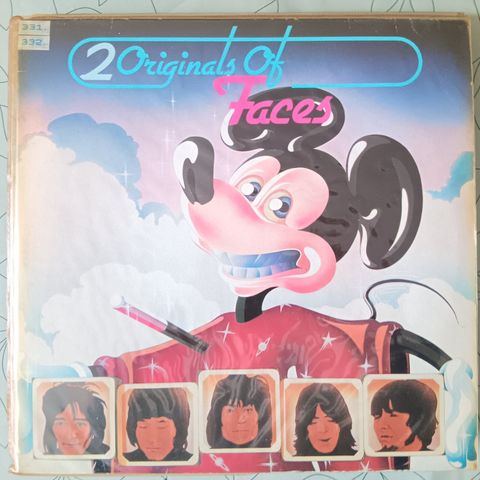 331.
332.
2 Originals Of
Faces